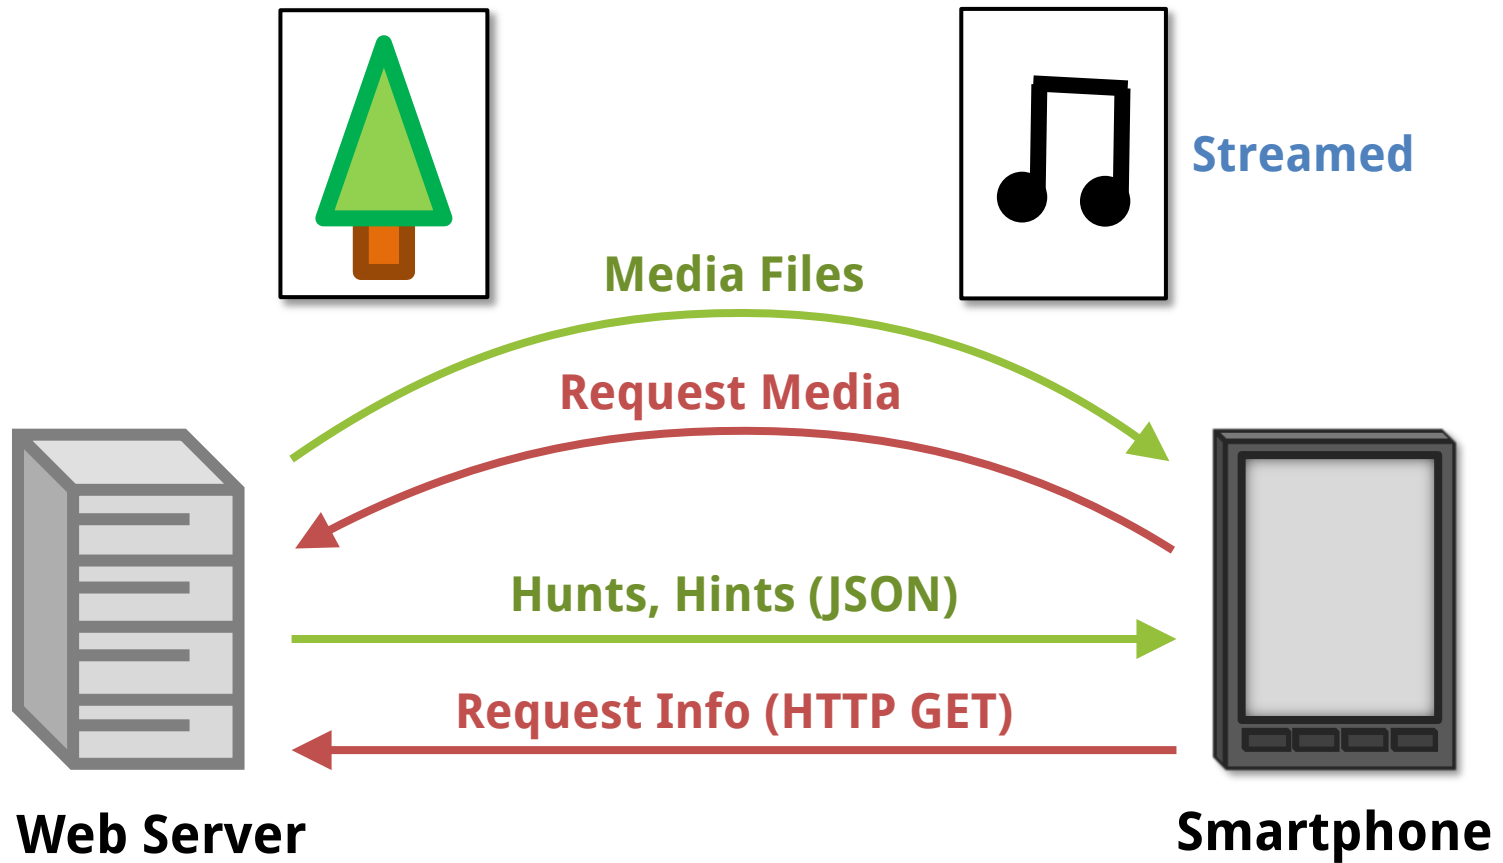 Streamed
Media Files
Request Media
Hunts, Hints (JSON)
Request Info (HTTP GET)
Web Server
Smartphone